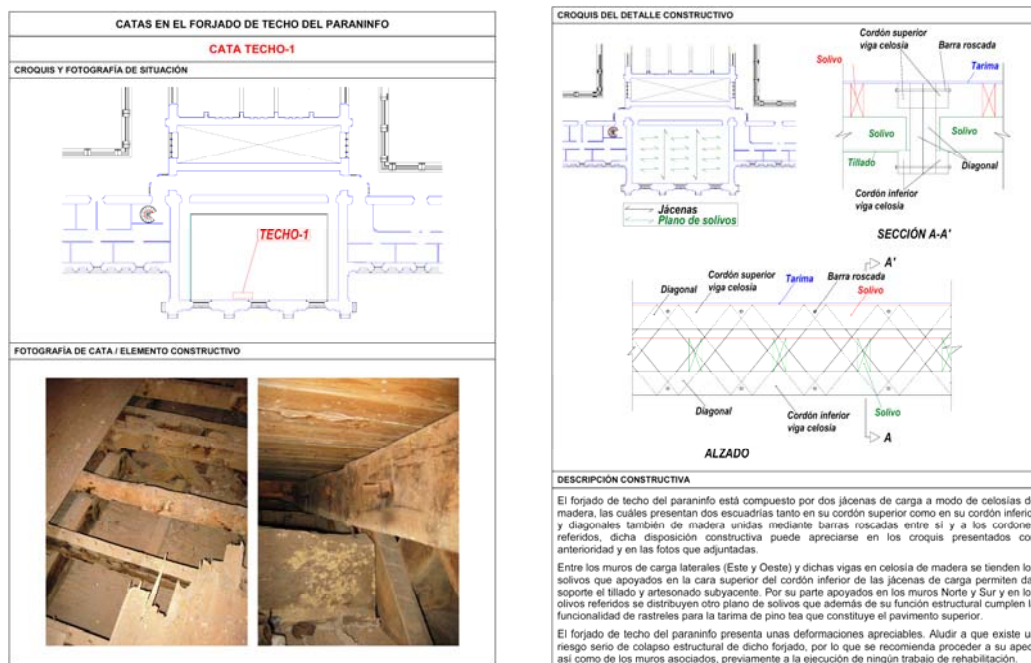 CATAS EN EL FORJADO DE TECHO DEL PARANINFO
CATA TECHO-1
CROQUIS Y FOTOGRAFÍA DE SITUACIÓN
TECHO-1
FOTOGRAFÍA DE CATA / ELEMENTO CONSTRUCTIVO
CROQUIS DEL DETALLE CONSTRUCTIVO
Jácenas
Plano de solivos
Cordón superior
viga celosía
Barra roscada
Solivo
Tarima
Solivo
Solivo
Tillado
Diagonal
Cordón inferior
viga celosía
SECCIÓN A-A'
A'
Diagonal
Cordón superior
viga celosía
Tarima
Barra roscada
Solivo
Diagonal
Cordón inferior
viga celosía
Solivo
A
ALZADO
DESCRIPCIÓN CONSTRUCTIVA
El forjado de techo del paraninfo está compuesto por dos jácenas de carga a modo de celosías d
madera, las cuáles presentan dos escuadrías tanto en su cordón superior como en su cordón inferio
y diagonales también de madera unidas mediante barras roscadas entre sí y a los cordone
referidos, dicha disposición constructiva puede apreciarse en los croquis presentados co
anterioridad y en las fotos que adjuntadas.
Entre los muros de carga laterales (Este y Oeste) y dichas vigas en celosía de madera se tienden lo
solivos que apoyados en la cara superior del cordón inferior de las jácenas de carga permiten da
soporte el tillado y artesonado subyacente. Por su parte apoyados en los muros Norte y Sur y en lo
olivos referidos se distribuyen otro plano de solivos que además de su función estructural cumplen l
funcionalidad de rastreles para la tarima de pino tea que constituye el pavimento superior.
El forjado de techo del paraninfo presenta unas deformaciones apreciables. Aludir a que existe u
riesgo serio de colapso estructural de dicho forjado, por lo que se recomienda proceder a su apeo
así como de los muros asociados, previamente a la ejecución de ningún trabajo de rehabilitación.